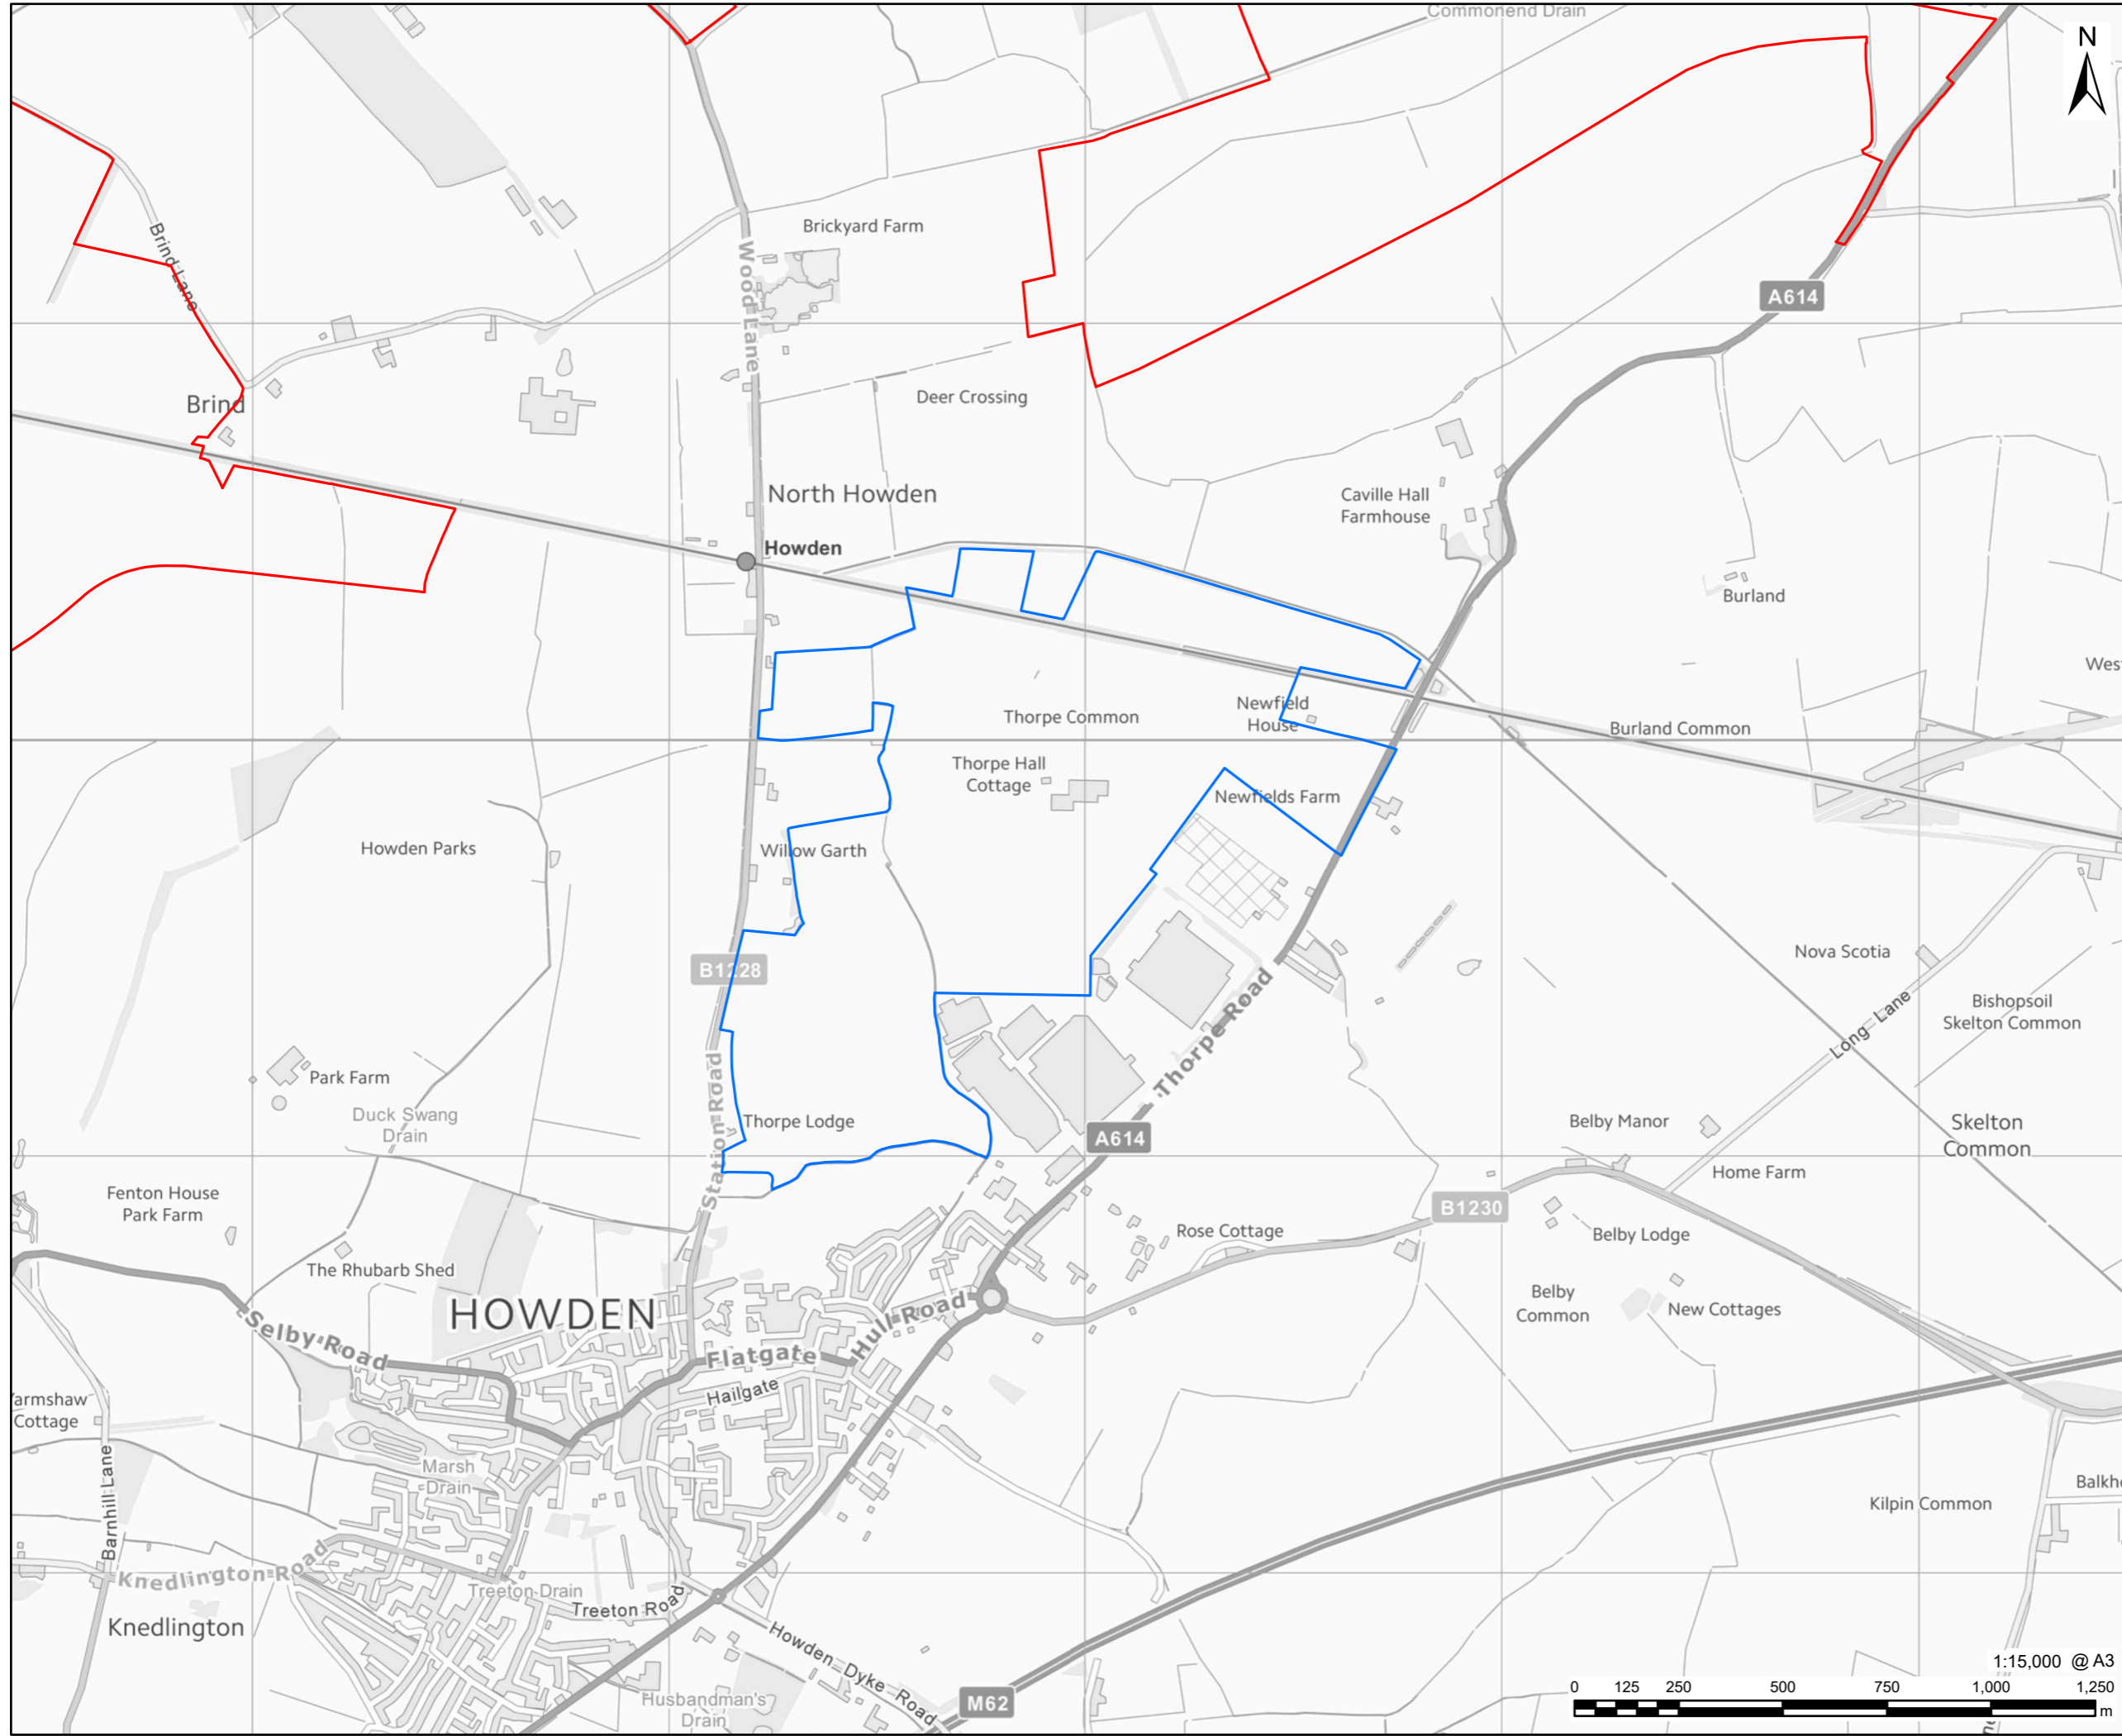 Commonend Drain
N
Brickyard Farm
Brind Lane
Wood Lane
A614
Deer Crossing
Brind
North Howden
Caville Hall
Farmhouse
Howden
Burland
Newfield
House
Thorpe Common
Burland Common
Thorpe Hall
Cottage
Newfields Farm
Howden Parks
Willow Garth
B1228
Nova Scotia
Bishopsoil
Skelton Common
Long Lane
Thorpe Road
Park Farm
Duck Swang
Drain
Station Road
Thorpe Lodge
A614
Belby Manor
Skelton
Common
Home Farm
Fenton House
Park Farm
B1230
Rose Cottage
Belby Lodge
The Rhubarb Shed
HOWDEN
Belby
Common
New Cottages
Selby Road
Hull Road
Flatgate
Hailgate
armshaw
Cottage
Barnhill Lane
Marsh
Drain
Kilpin Common
Knedlington Road
Treeton Drain
Treeton Road
Knedlington
Howden Dyke Road
Husbandman's
Drain
M62
1:15,000 @ A3
0 125 250 500 750 1,000 1,250
m